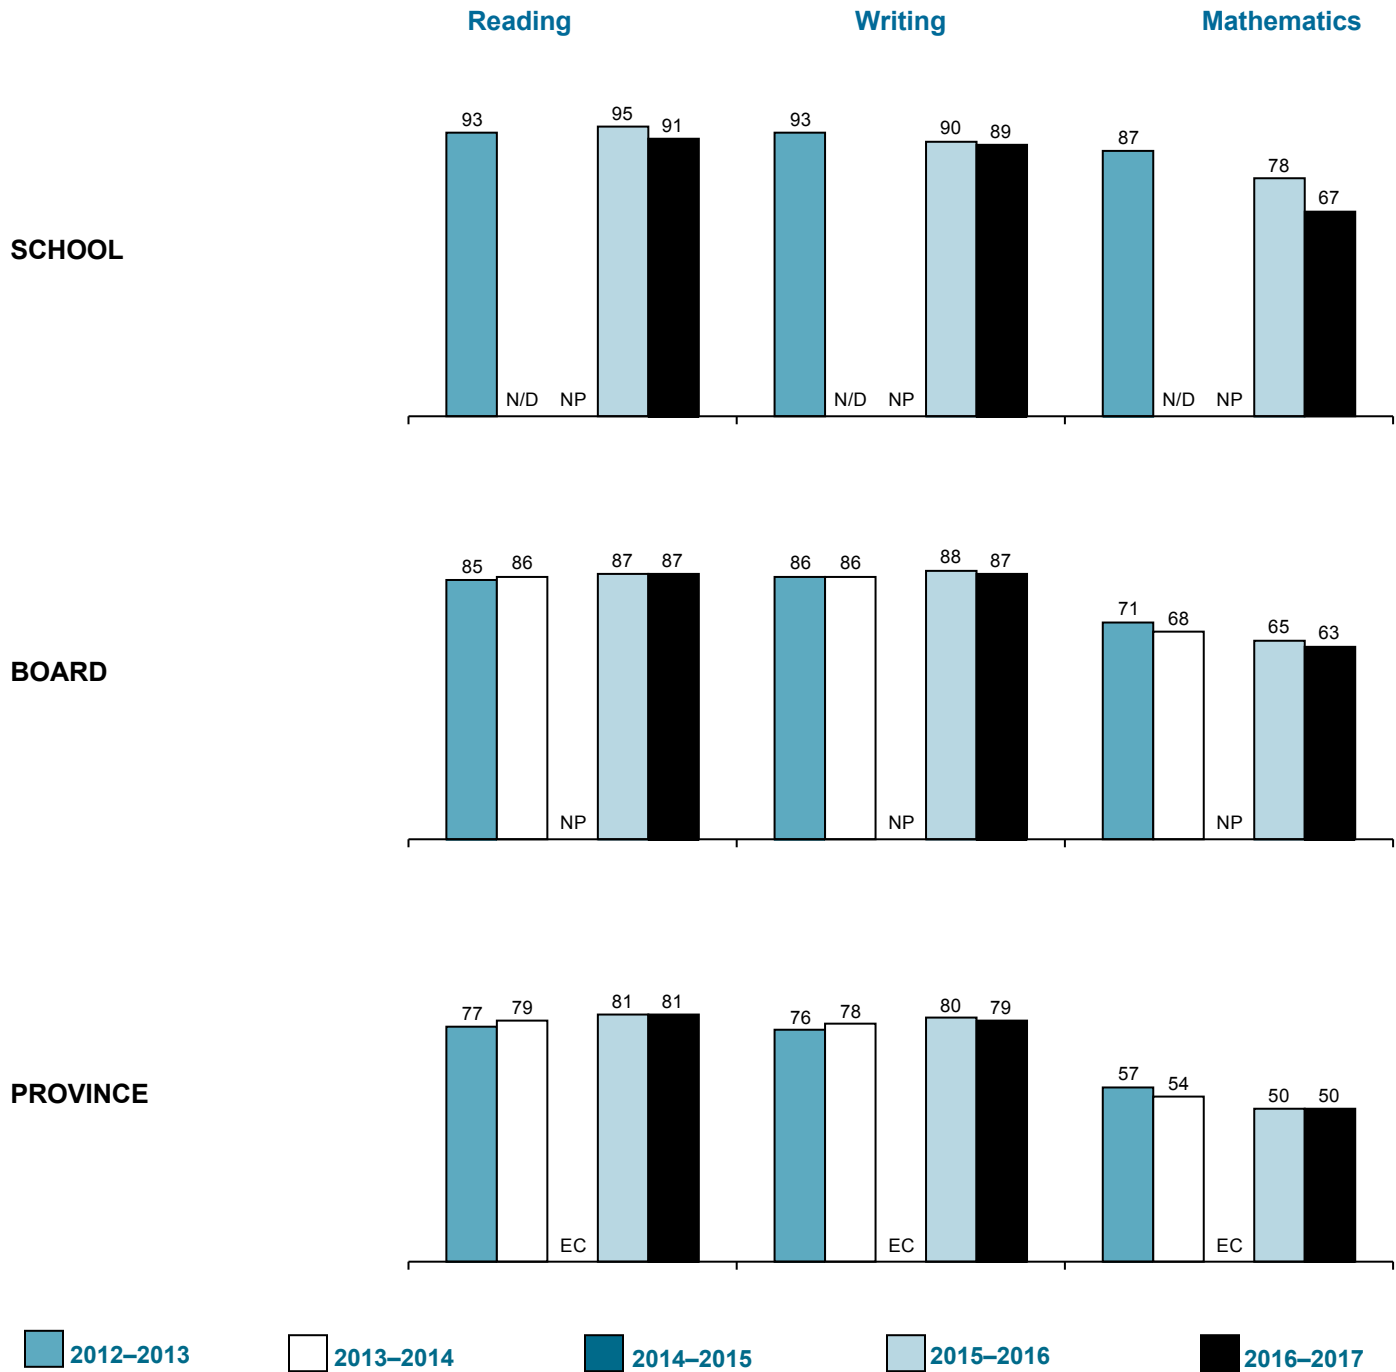 Reading Writing Mathematics
SCHOOL
93 N/D NP 95 91 93 N/D NP 90 89 87 N/D NP 78 67
BOARD
85 86 NP 87 87 86 86 NP 88 87 71 68 NP 65 63
PROVINCE
77 79 EC 81 81 76 78 EC 80 79 57 54 EC 50 50
2012–2013 2013–2014 2014–2015 2015–2016 2016–2017